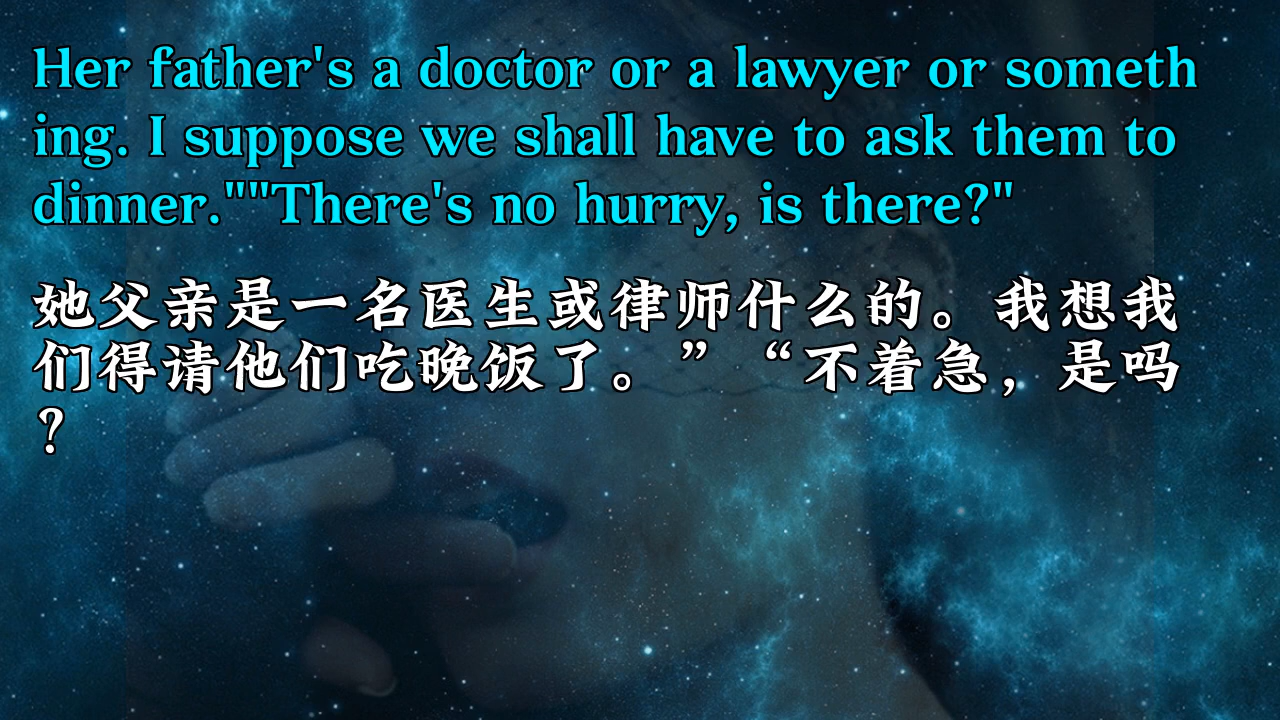 Her father's a doctor or a lawyer or someth
ing. I suppose we shall have to ask them to
dinner.""There's no hurry, is there?"
她父亲是一名医生或律师什么的。我想我
们得请他们吃晚饭了。”“不着急，是吗
？